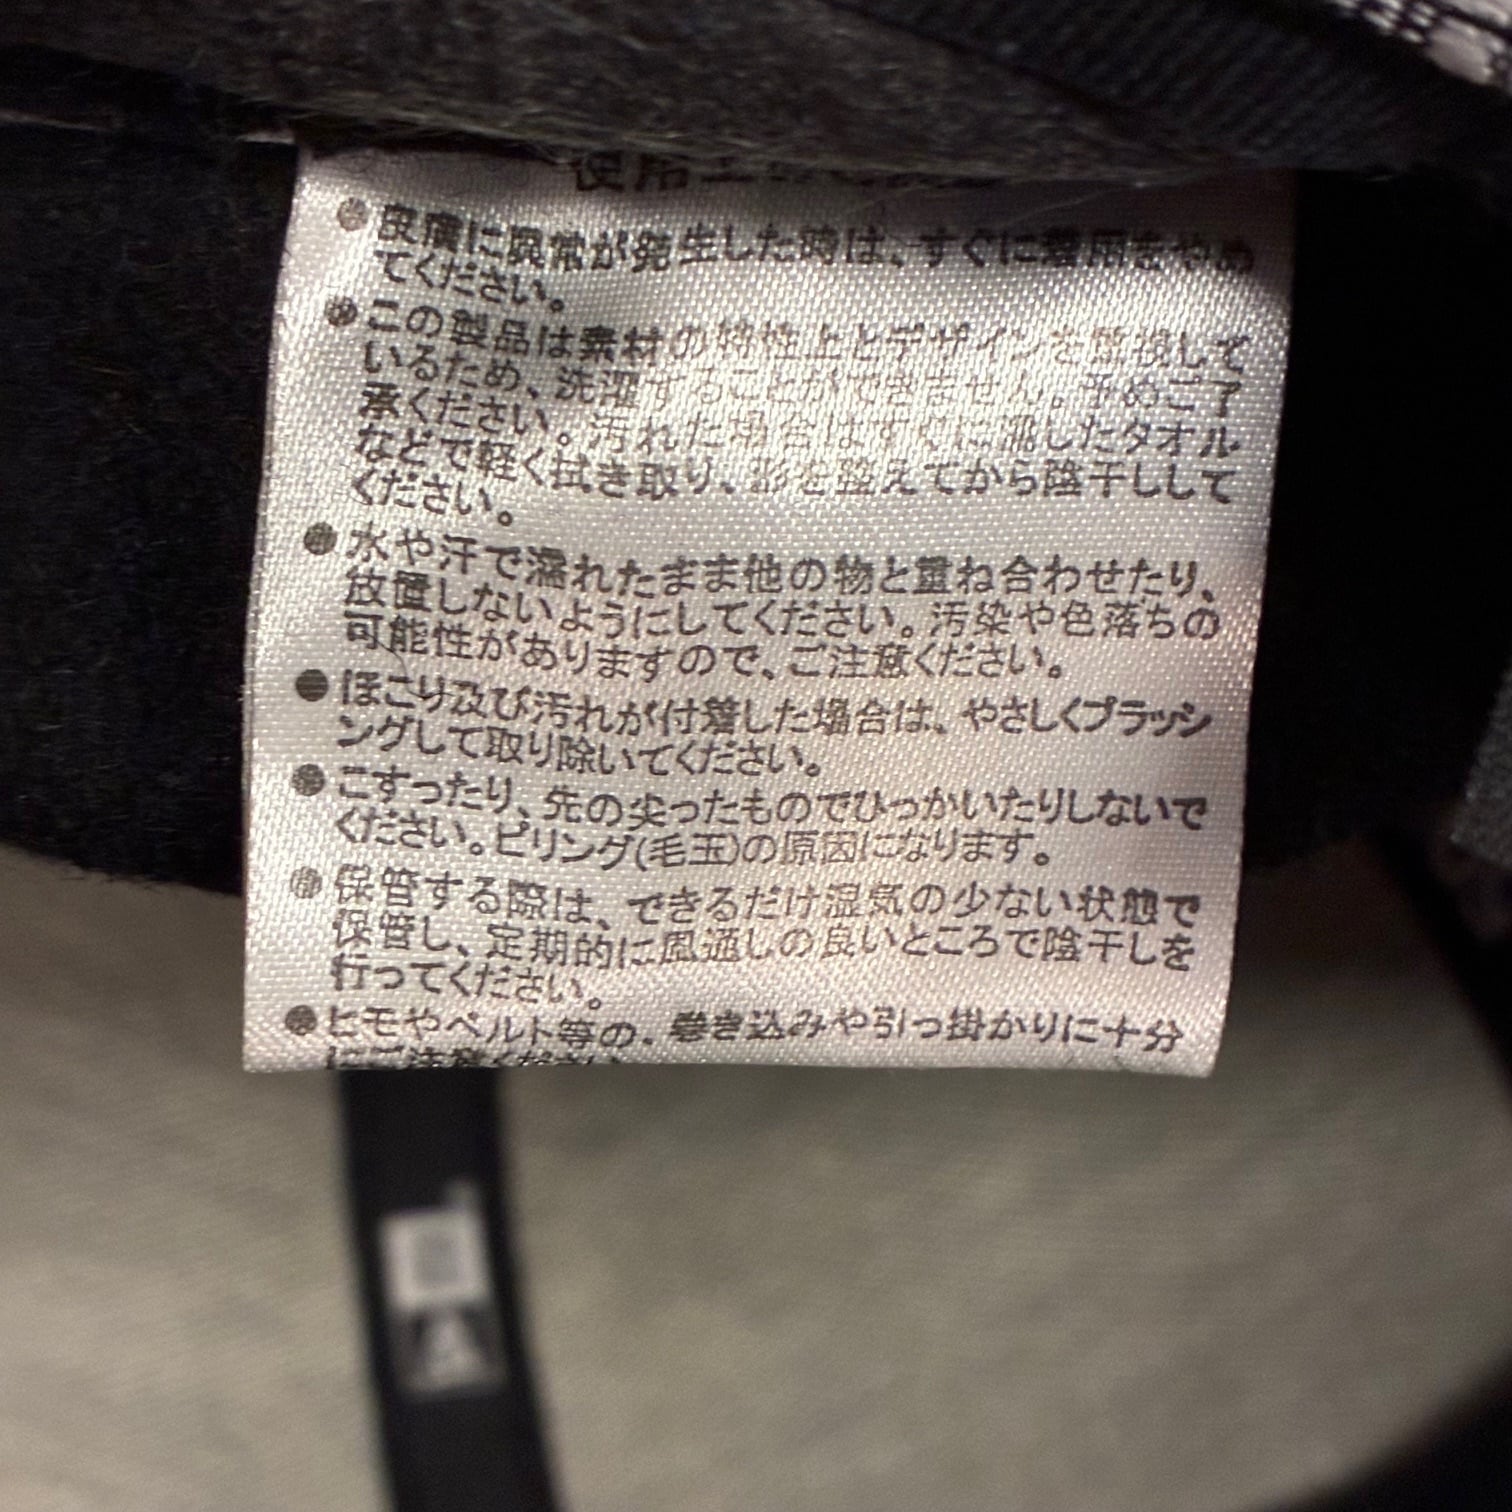 使用上の注意
●皮膚に異常が発生した時は、すぐに着用をやめ
てください。
●この製品は素材の特性上とデザインを重視して
いるため、洗濯することができません。予めご了
承ください。汚れた場合はすぐに湿したタオル
などで軽く拭き取り、形を整えてから陰干しして
ください。
●水や汗で濡れたまま他の物と重ね合わせたり、
放置しないようにしてください。汚染や色落ちの
可能性がありますので、ご注意ください。
●ほこり及び汚れが付着した場合は、やさしくブラッシ
ングして取り除いてください。
●こすったり、先の尖ったものでひっかいたりしないで
ください。ピリング(毛玉)の原因になります。
●保管する際は、できるだけ湿気の少ない状態で
保管し、定期的に風通しの良いところで陰干しを
行ってください。
●ヒモやベルト等の、巻き込みや引っ掛かりに十分
にご注意ください